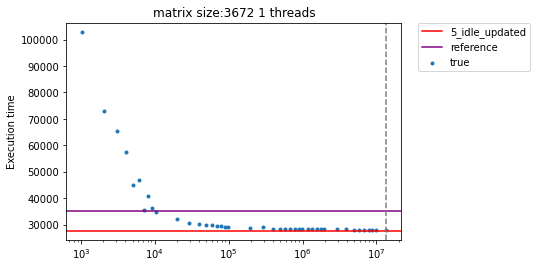 matrix size:3672 1 threads
Execution time
100000
90000
80000
70000
60000
50000
40000
30000
10³
10⁴
10⁵
10⁶
10⁷
5_idle_updated
reference
true